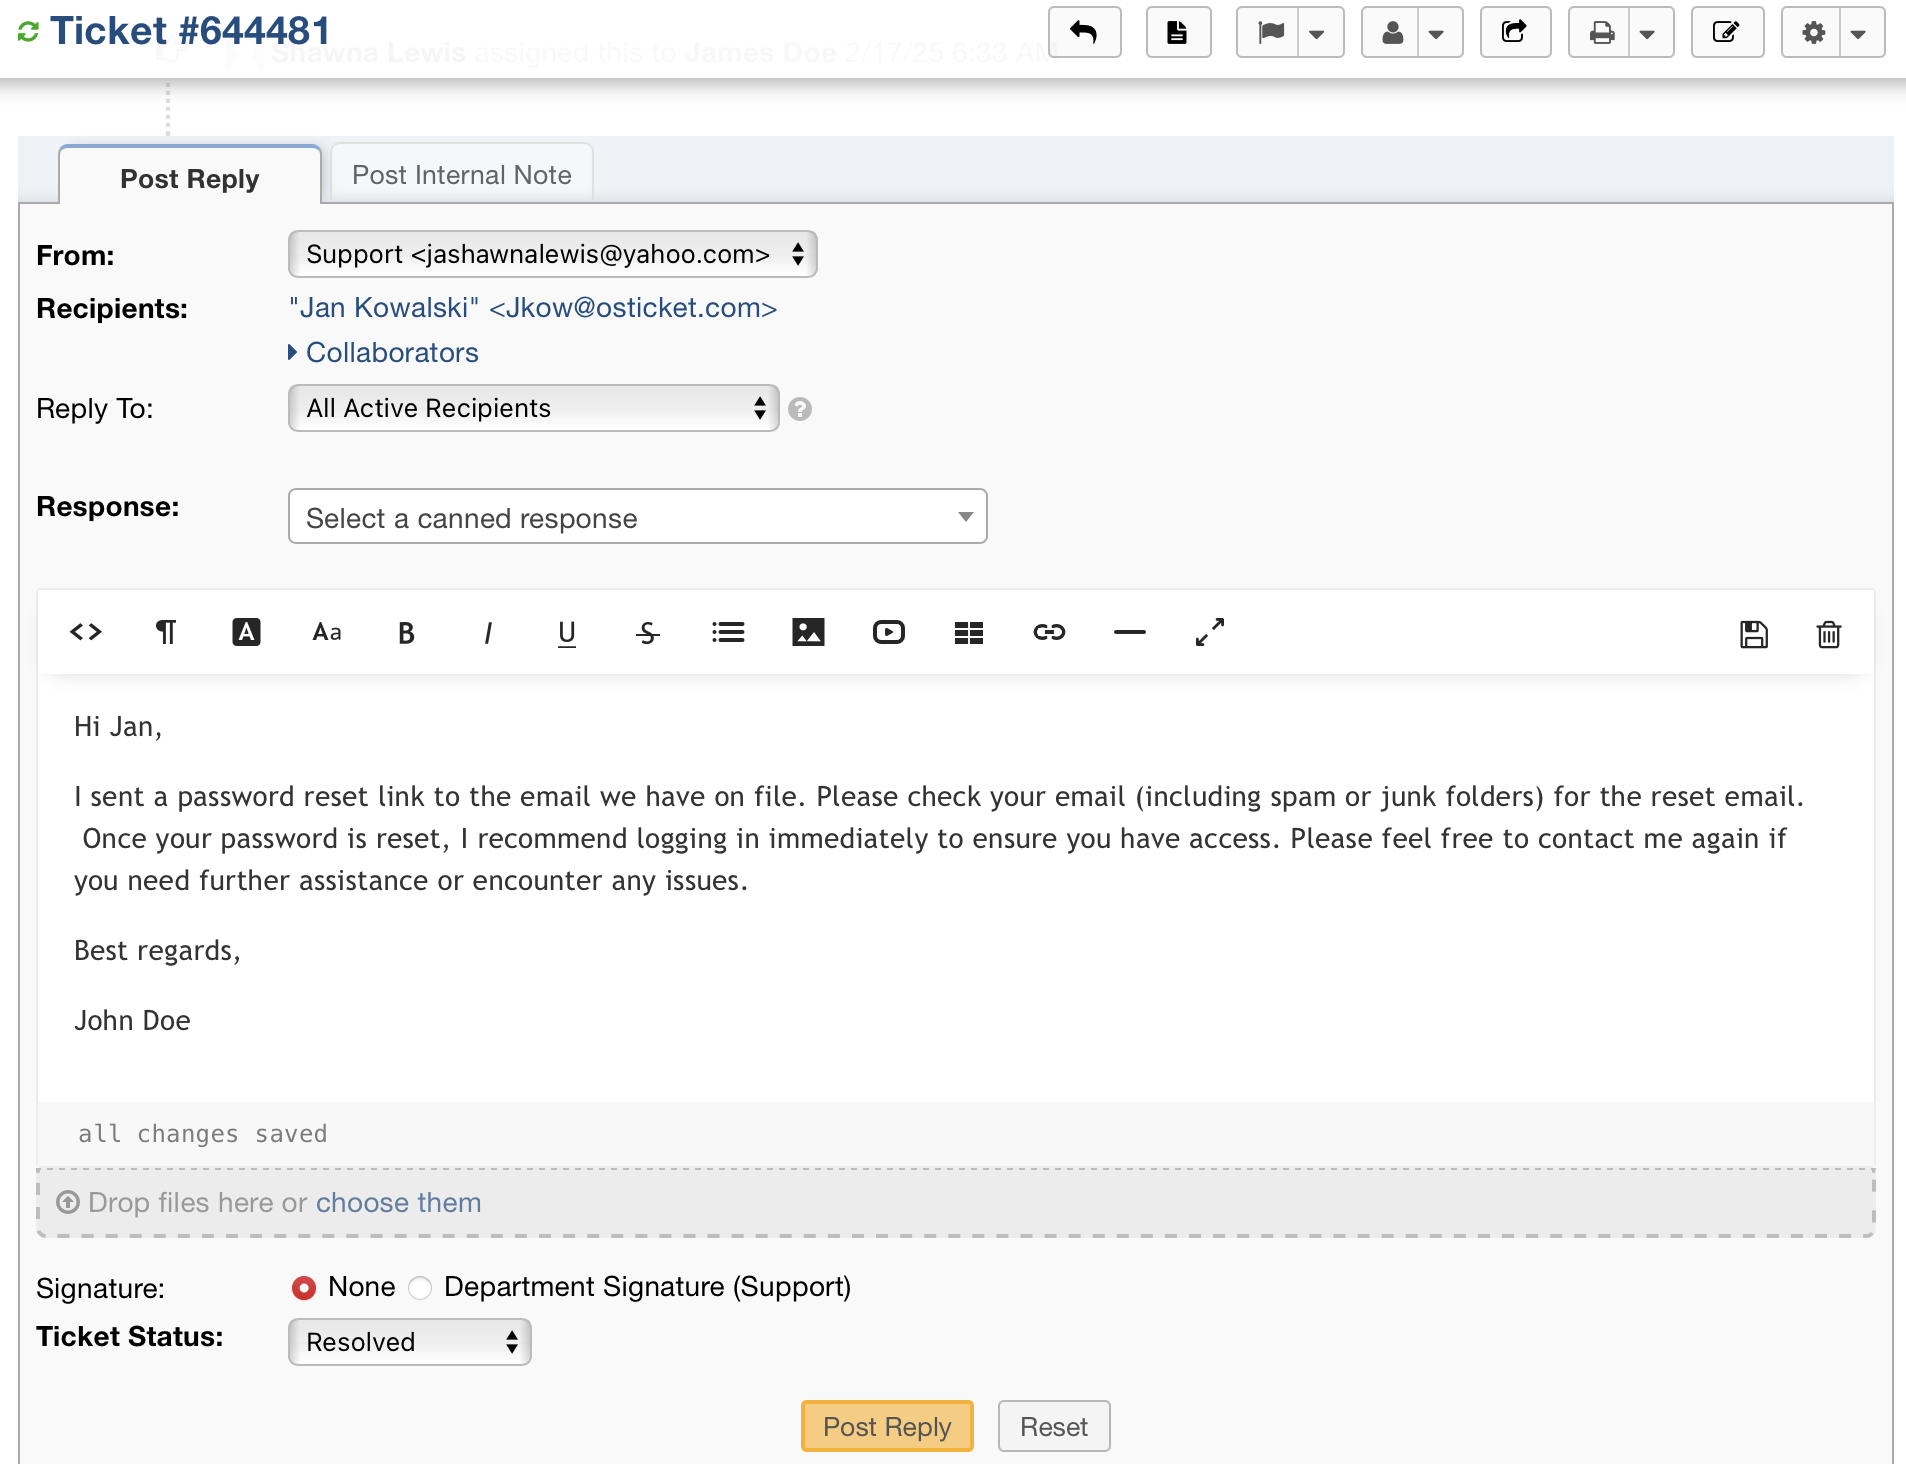 Ticket #644481
Shawna Lewis assigned this to James Doe 2/17/25 6:33 AM
Post Reply
Post Internal Note
From:
Support <jashawnalewis@yahoo.com>
Recipients:
"Jan Kowalski" <Jkow@osticket.com>
Collaborators
Reply To:
All Active Recipients
?
Response:
Select a canned response
A
Aa
B
I
U
S
Hi Jan,
I sent a password reset link to the email we have on file. Please check your email (including spam or junk folders) for the reset email.
Once your password is reset, I recommend logging in immediately to ensure you have access. Please feel free to contact me again if
you need further assistance or encounter any issues.
Best regards,
John Doe
all changes saved
Drop files here or choose them
Signature:
None
Department Signature (Support)
Ticket Status:
Resolved
Post Reply
Reset